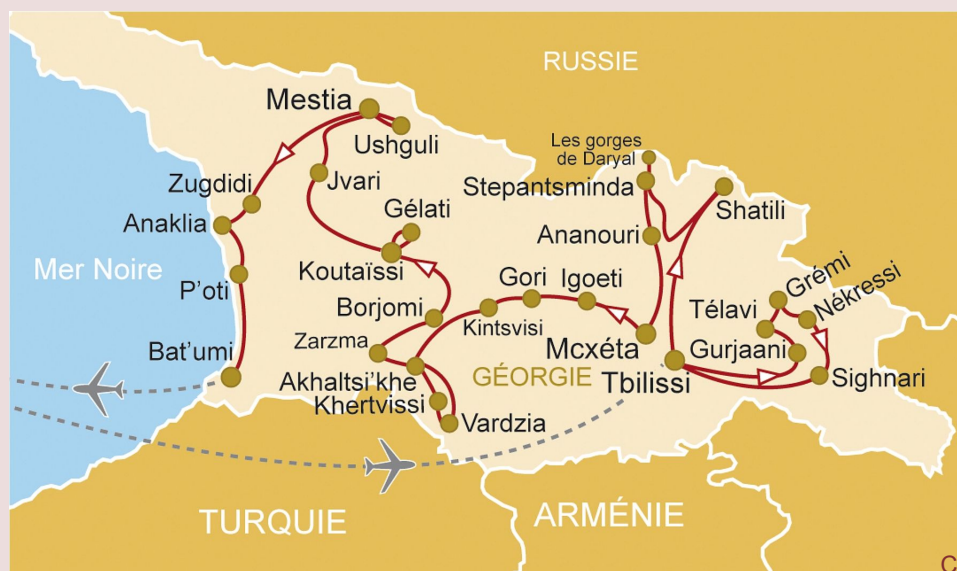 RUSSIE
Mestia
Ushguli
Les gorges
de Daryal
Stepantsminda
Shatili
Jvari
Zugdidi
Gélati
Anaklia
Ananouri
Mer Noire
Koutaïssi
P'oti
Gori
Igoeti
Grémi
Nékressi
Borjomi
Kintsvisi
Télavi
Zarzma
Mcxéta
Gurjaani
Bat'umi
Akhaltsi'khe
GÉORGIE
Tbilissi
Sighnari
Khertvissi
Vardzia
TURQUIE
ARMÉNIE
C